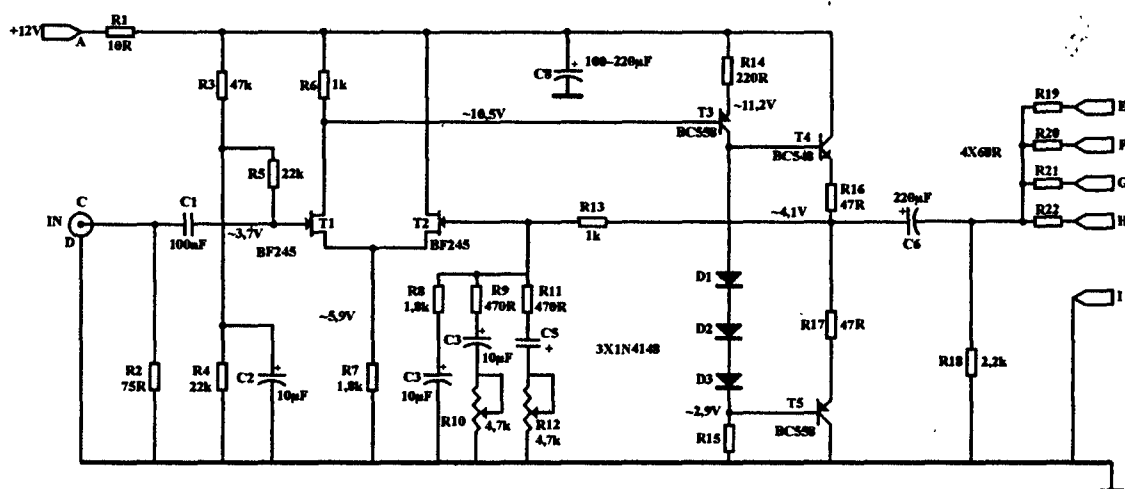 +12V
A
R1
10R
R3
47k
R6
1k
C8
100-220µF
R14
220R
~10,5V
T3
BC558
~11,2V
T4
BC548
R5
22k
C
IN
D
C1
100nF
~3,7V
BF245
T1
T2
BF245
R13
1k
~4,1V
R16
47R
220µF
C6
4X68R
R19
E
R20
F
R21
G
R22
H
I
R8
1,8k
R9
470R
R11
470R
C3
10µF
C5
C3
10µF
R10
4,7k
R12
4,7k
~5,9V
R7
1,8k
R2
75R
R4
22k
C2
10µF
D1
D2
D3
3X1N4148
~2,9V
R15
T5
BC558
R17
47R
R18
2,2k